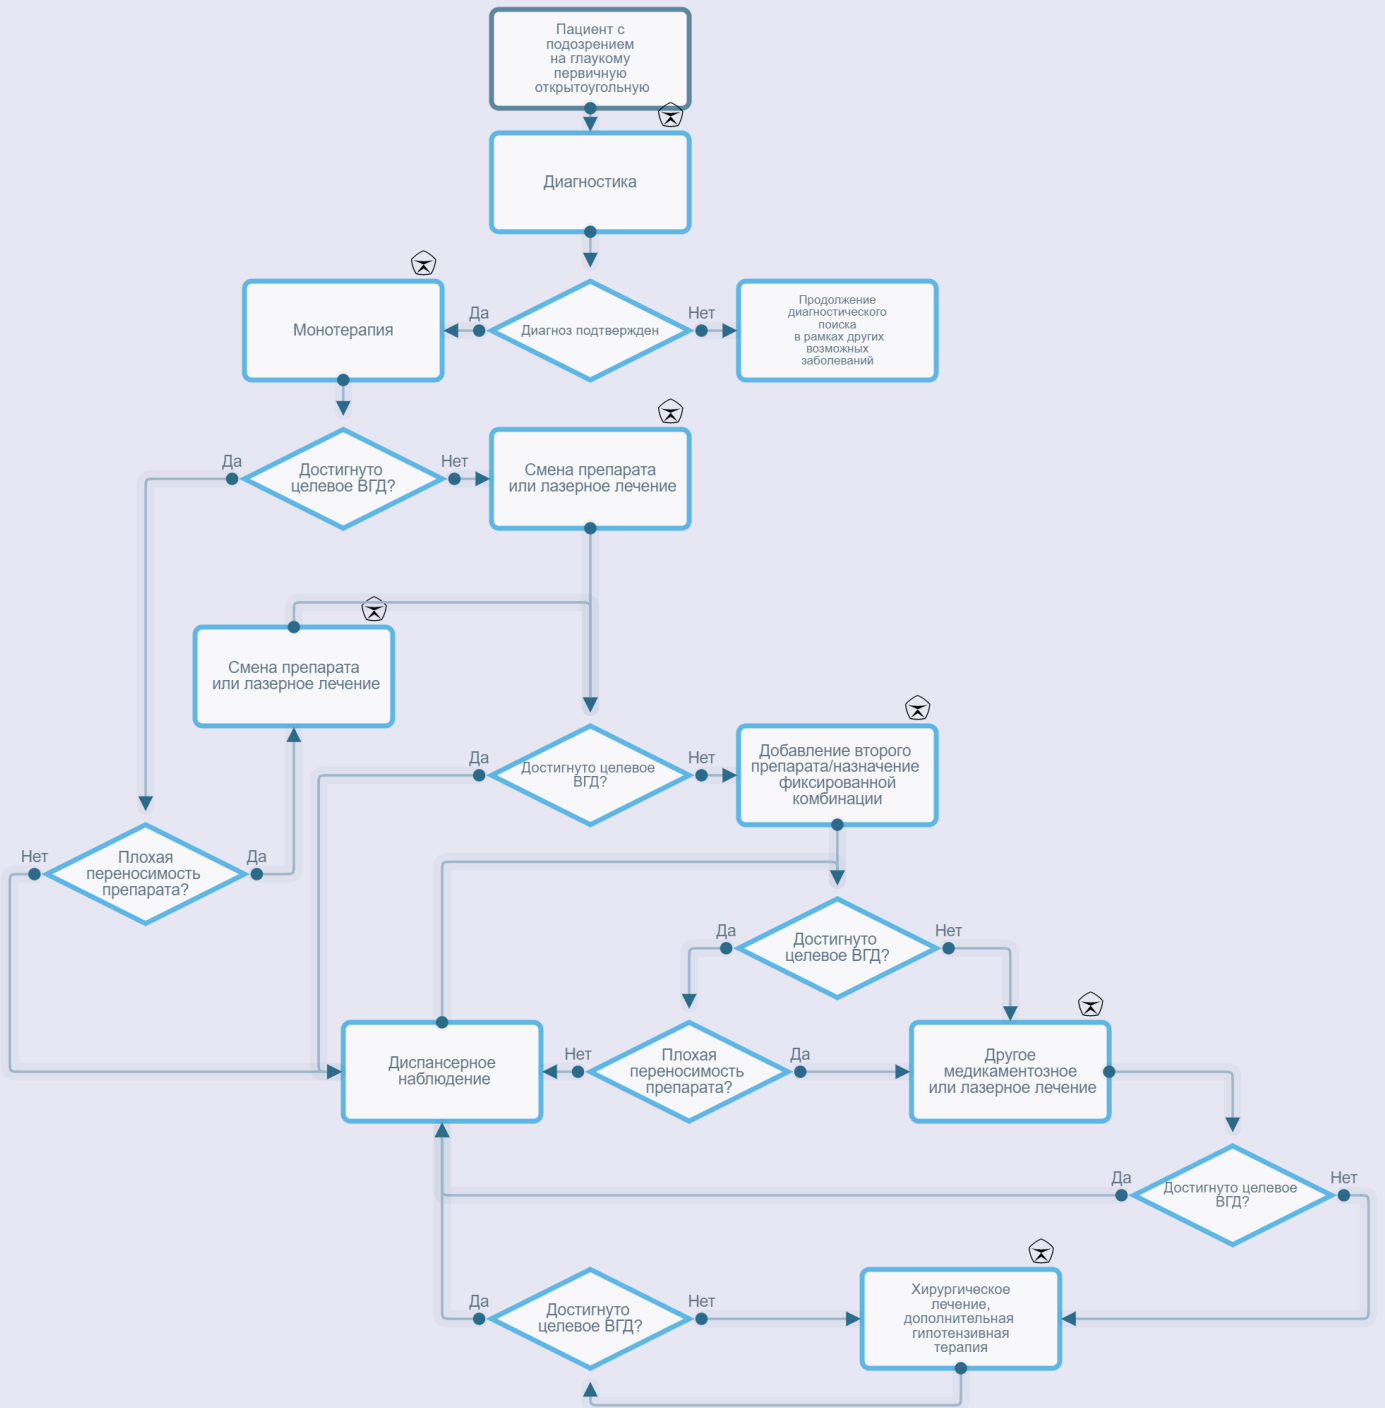 Пациент с
подозрением
на глаукому
первичную
открытоугольную
Диагностика
Монотерапия
Да
Диагноз подтвержден
Нет
Продолжение
диагностического
поиска
в рамках других
возможных
заболеваний
Да
Достигнуто
целевое ВГД?
Нет
Смена препарата
или лазерное лечение
Смена препарата
или лазерное лечение
Да
Достигнуто целевое
ВГД?
Нет
Добавление второго
препарата/назначение
фиксированной
комбинации
Нет
Плохая
переносимость
препарата?
Да
Да
Достигнуто
целевое ВГД?
Нет
Диспансерное
наблюдение
Нет
Плохая
переносимость
препарата?
Да
Другое
медикаментозное
или лазерное лечение
Да
Достигнуто целевое
ВГД?
Нет
Да
Достигнуто
целевое ВГД?
Нет
Хирургическое
лечение,
дополнительная
гипотензивная
терапия